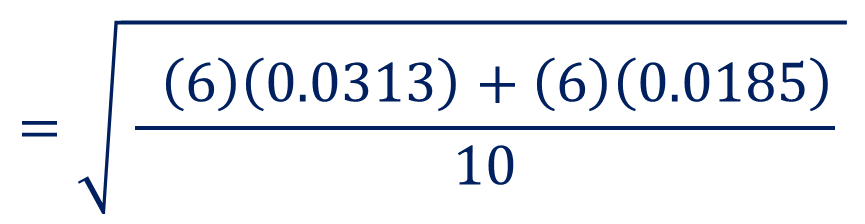 = √((6)(0.0313) + (6)(0.0185)
10